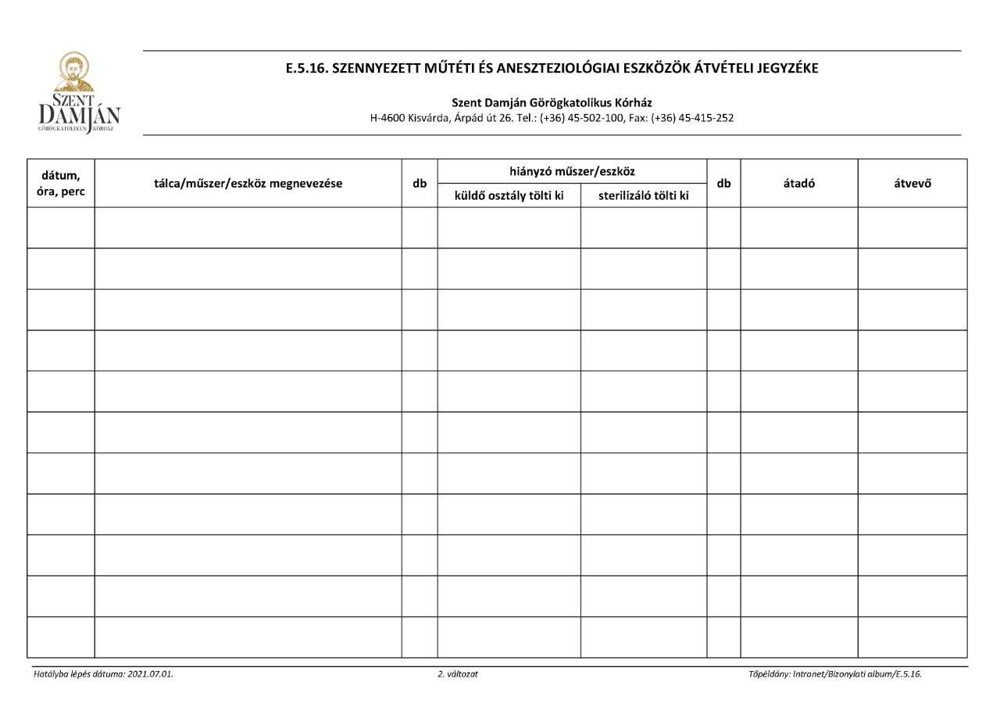 SZENT
DAMJÁN
GÖRÖGKATOLIKUS KÓRHÁZ
E.5.16. SZENNYEZETT MŰTÉTI ÉS ANESZTEZIOLÓGIAI ESZKÖZÖK ÁTVÉTELI JEGYZÉKE
Szent Damján Görögkatolikus Kórház
H-4600 Kisvárda, Árpád út 26. Tel.: (+36) 45-502-100, Fax: (+36) 45-415-252
dátum,
óra, perc
tálca/műszer/eszköz megnevezése
db
hiányzó műszer/eszköz
küldő osztály tölti ki
sterilizáló tölti ki
db
átadó
átvevő
Hatályba lépés dátuma: 2021.07.01.
2. változat
Tőpéldány: Intranet/Bizonylati album/E.5.16.